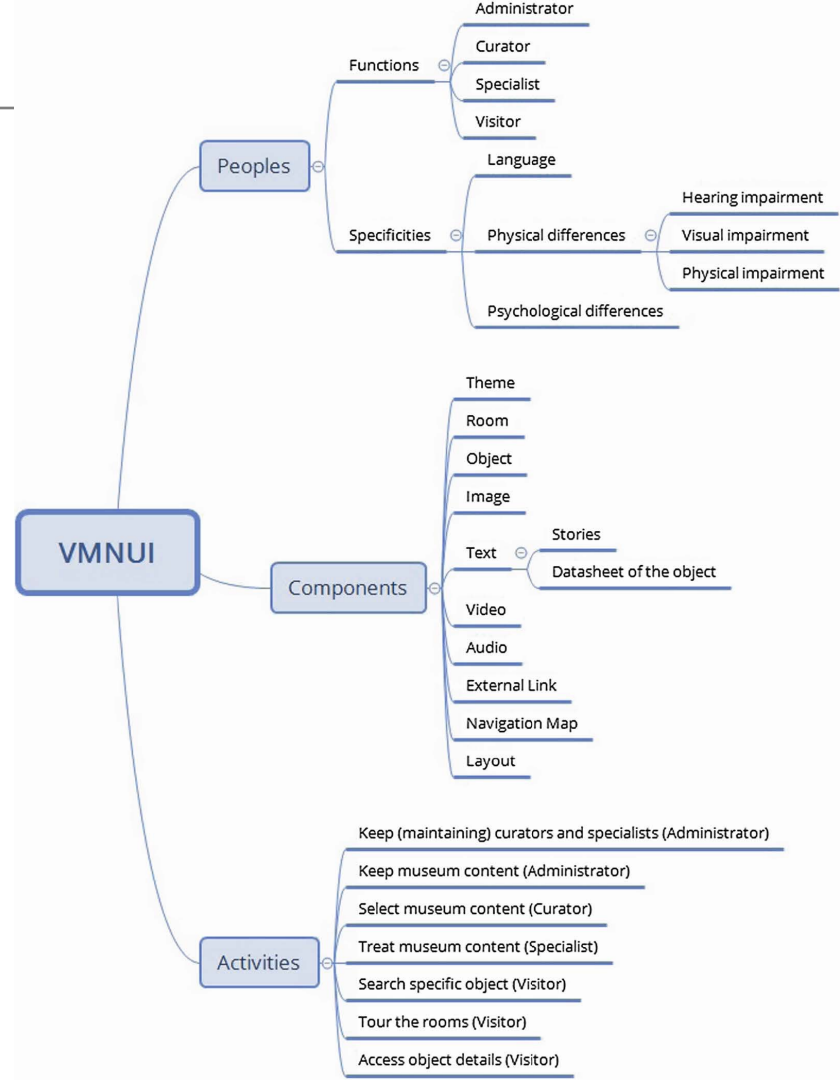 VMNUI
Peoples
Functions
Administrator
Curator
Specialist
Visitor
Specificities
Language
Physical differences
Hearing impairment
Visual impairment
Physical impairment
Psychological differences
Components
Theme
Room
Object
Image
Text
Stories
Datasheet of the object
Video
Audio
External Link
Navigation Map
Layout
Activities
Keep (maintaining) curators and specialists (Administrator)
Keep museum content (Administrator)
Select museum content (Curator)
Treat museum content (Specialist)
Search specific object (Visitor)
Tour the rooms (Visitor)
Access object details (Visitor)